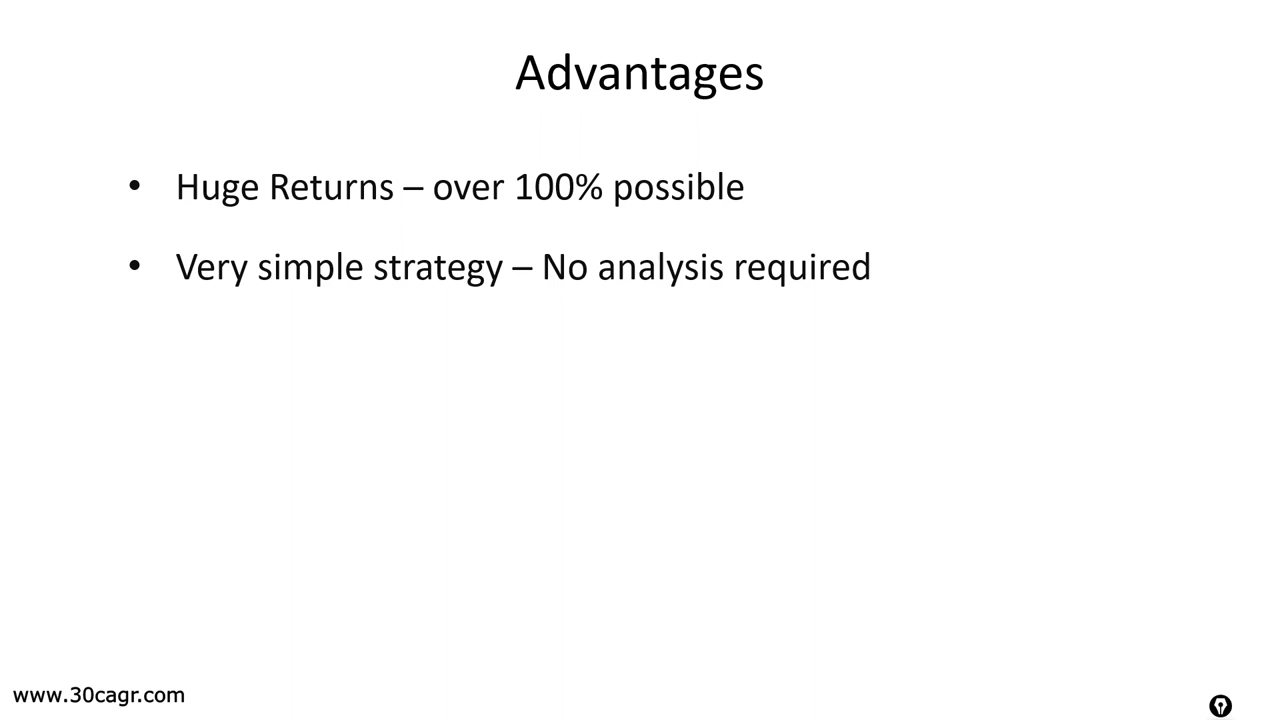 Advantages
• Huge Returns – over 100% possible
• Very simple strategy – No analysis required
www.30cagr.com